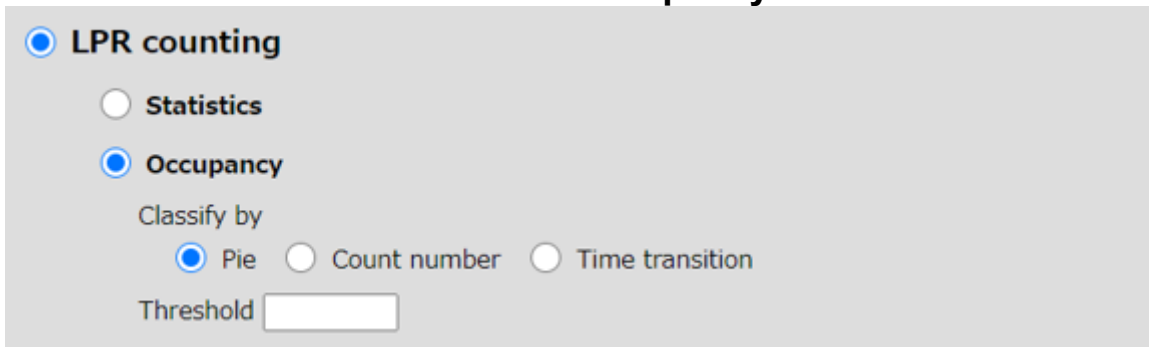 LPR counting
Statistics
Occupancy
Classify by
Pie Count number Time transition
Threshold